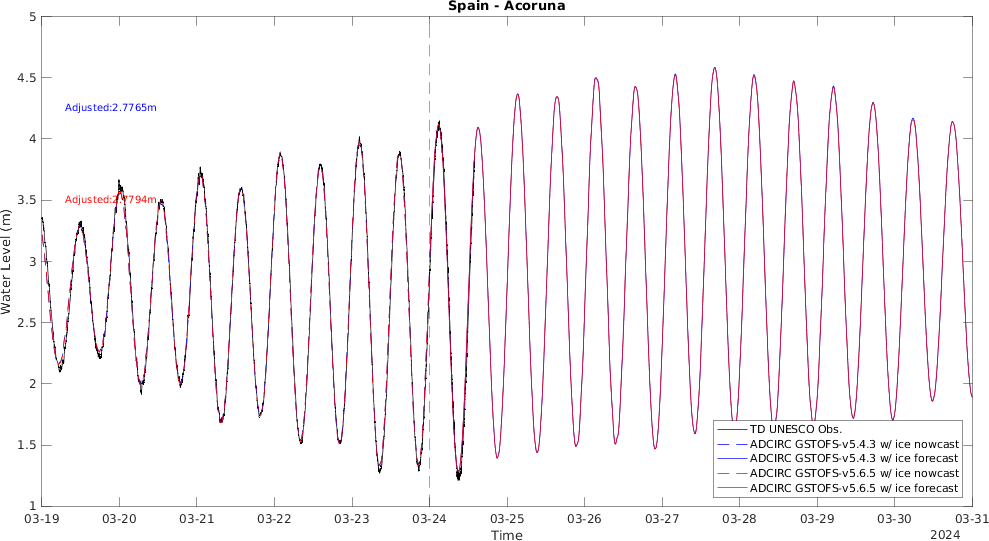 Spain - Acoruna
5
4.5
4
3.5
3
2.5
2
1.5
1
Water Level (m)
Adjusted:2.7765m
Adjusted:2.7794m
TD UNESCO Obs.
ADCIRC GSTOFS-v5.4.3 w/ ice nowcast
ADCIRC GSTOFS-v5.4.3 w/ ice forecast
ADCIRC GSTOFS-v5.6.5 w/ ice nowcast
ADCIRC GSTOFS-v5.6.5 w/ ice forecast
03-19 03-20 03-21 03-22 03-23 03-24 03-25 03-26 03-27 03-28 03-29 03-30 03-31
Time
2024